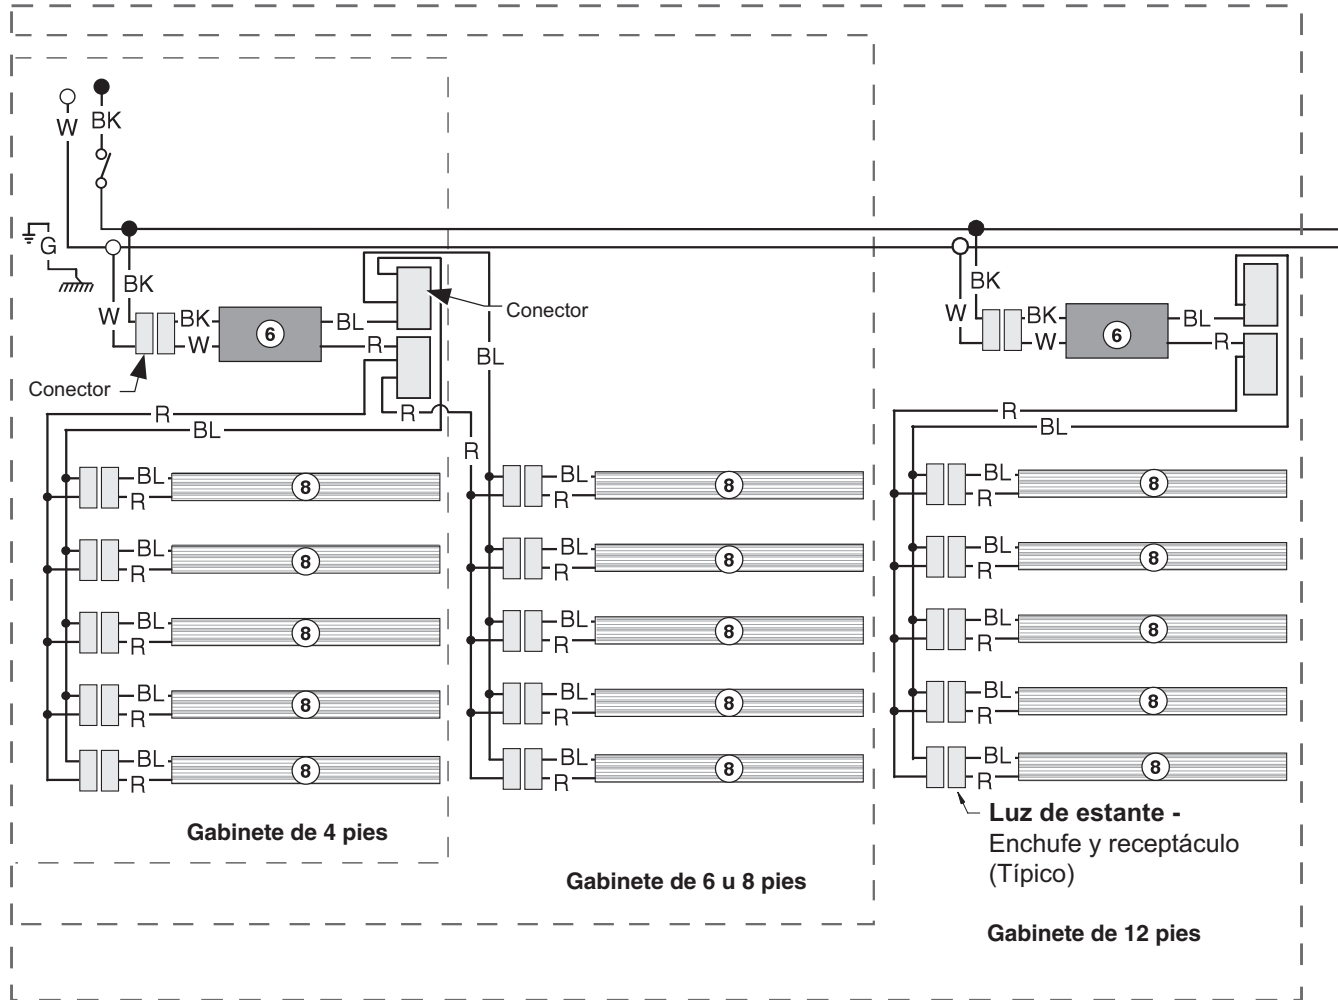 W
BK
G
BK
W
BK
W
6
BL
R
Conector
Conector
BL
R
BL
R
R
BK
W
BK
W
6
BL
R
R
BL
BL
R
8
BL
R
8
BL
R
8
BL
R
8
BL
R
8
BL
R
8
BL
R
8
BL
R
8
BL
R
8
BL
R
8
BL
R
8
BL
R
8
BL
R
8
BL
R
8
BL
R
8
Luz de estante -
Enchufe y receptáculo
(Típico)
Gabinete de 4 pies
Gabinete de 6 u 8 pies
Gabinete de 12 pies